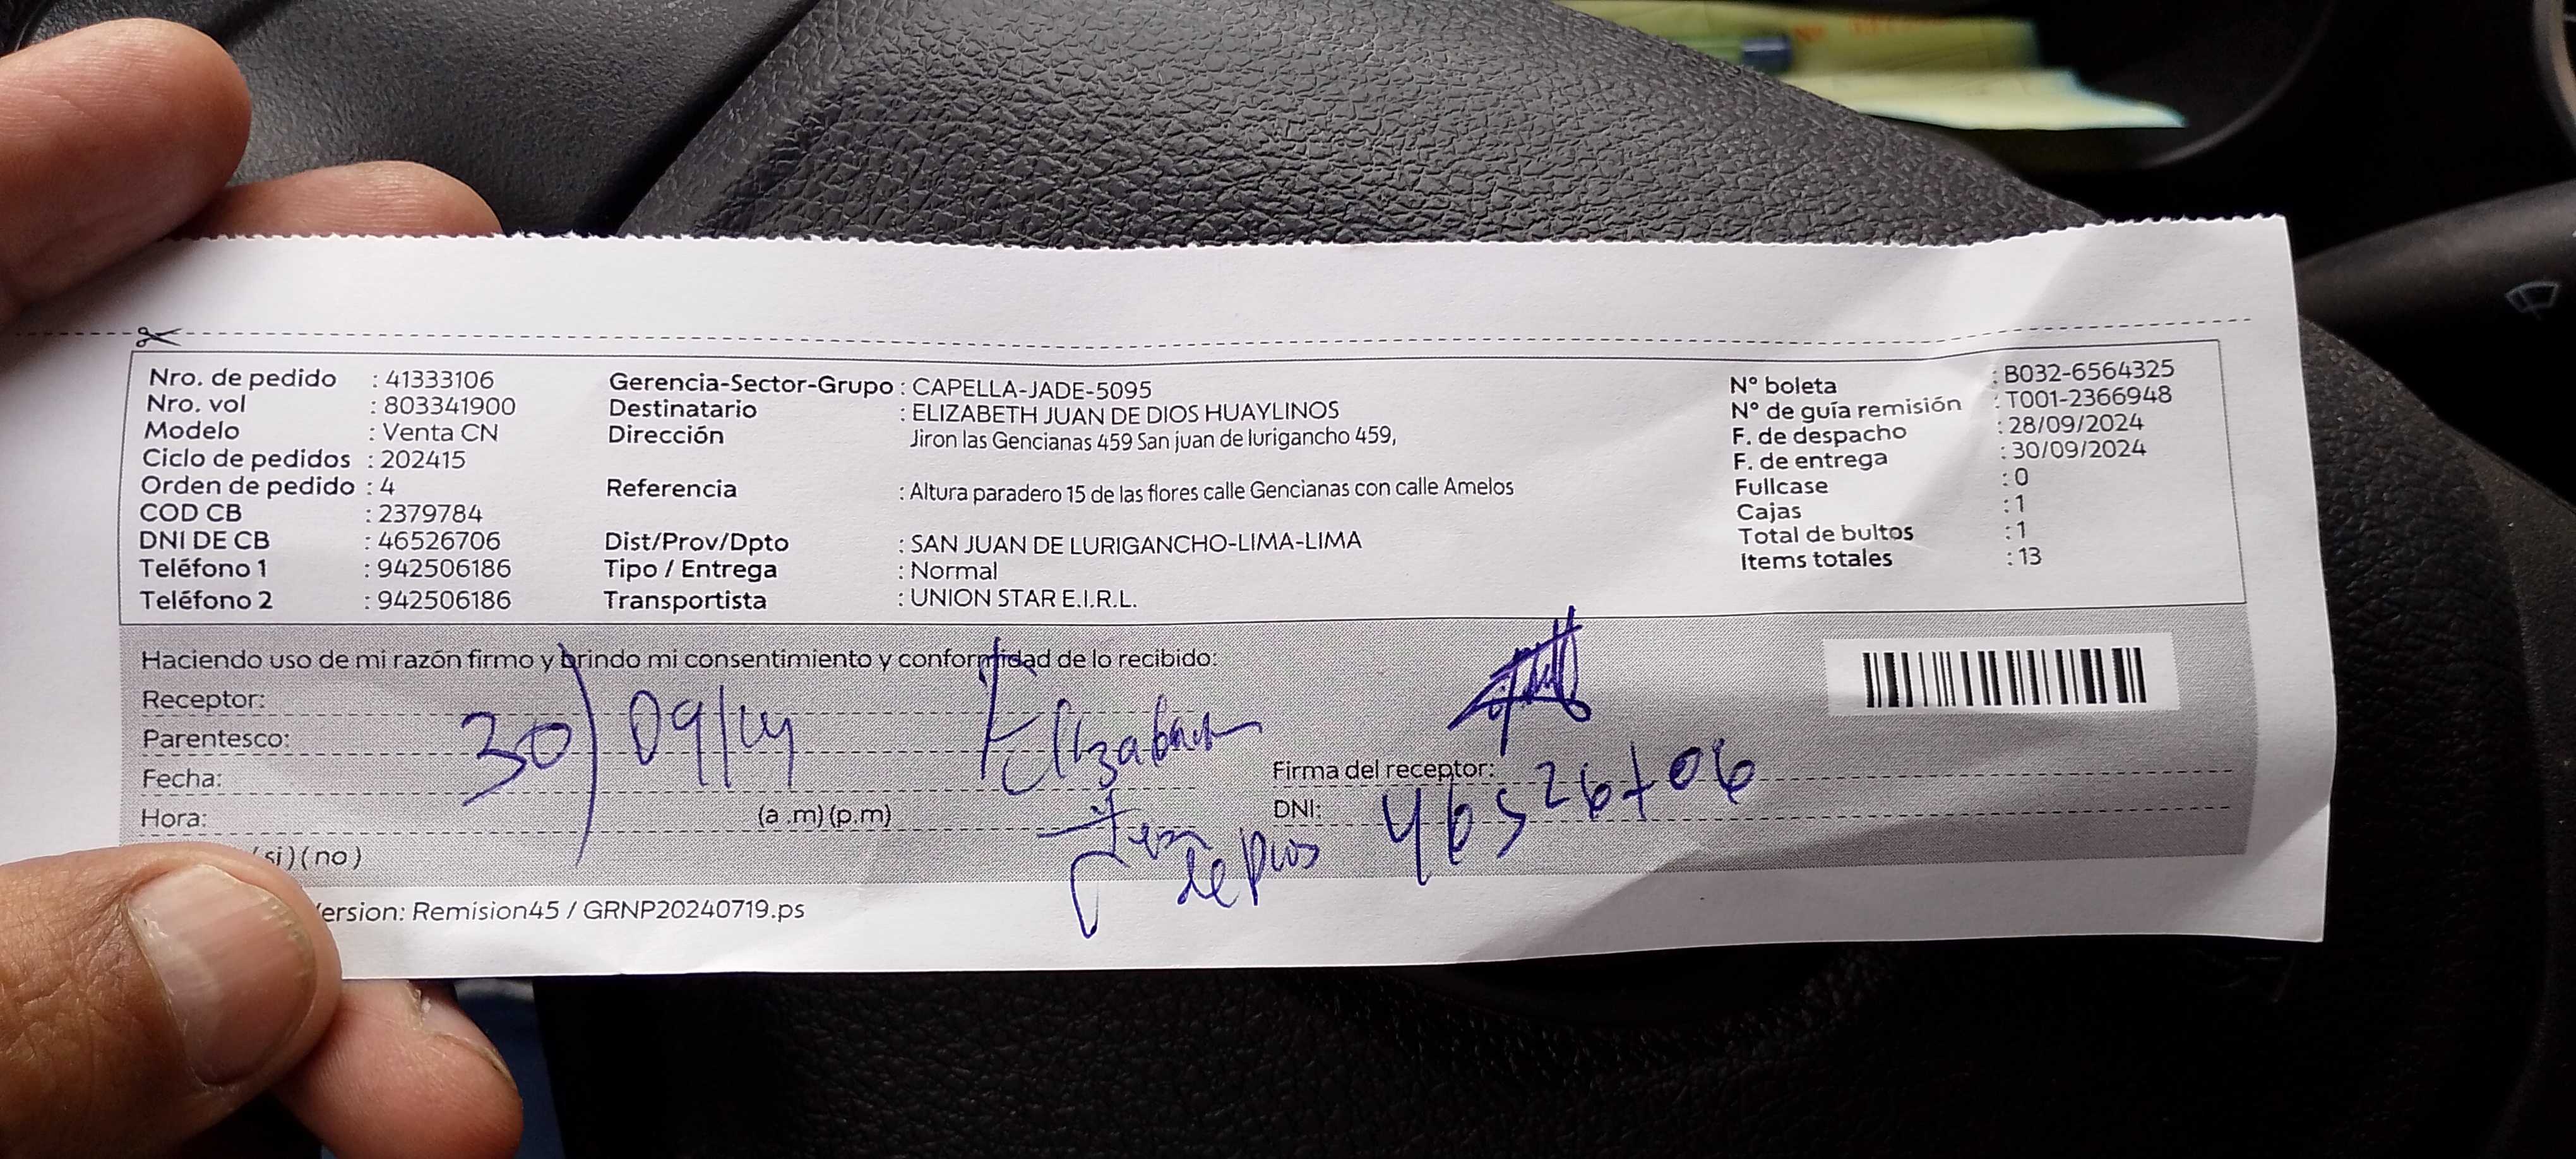 Nro. de pedido : 41333106
Nro. vol : 803341900
Modelo : Venta CN
Ciclo de pedidos : 202415
Orden de pedido : 4
COD CB : 2379784
DNI DE CB : 46526706
Teléfono 1 : 942506186
Teléfono 2 : 942506186
Gerencia-Sector-Grupo : CAPELLA-JADE-5095
Destinatario : ELIZABETH JUAN DE DIOS HUAYLINOS
Dirección Jiron las Gencianas 459 San juan de lurigancho 459,
Referencia : Altura paradero 15 de las flores calle Gencianas con calle Amelos
Dist/Prov/Dpto : SAN JUAN DE LURIGANCHO-LIMA-LIMA
Tipo / Entrega : Normal
Transportista : UNION STAR E.I.R.L.
N° boleta : B032-6564325
N° de guía remisión : T001-2366948
F. de despacho : 28/09/2024
F. de entrega : 30/09/2024
Fullcase : 0
Cajas : 1
Total de bultos : 1
Items totales : 13
Haciendo uso de mi razón firmo y brindo mi consentimiento y conformidad de lo recibido:
Receptor:
Parentesco:
Fecha: 30/09/24
Elizabeth
Juan
de Dios
Hora: (a .m) (p.m)
Firma del receptor:
DNI: 46526706
(si) (no)
ersion: Remision45 / GRNP20240719.ps